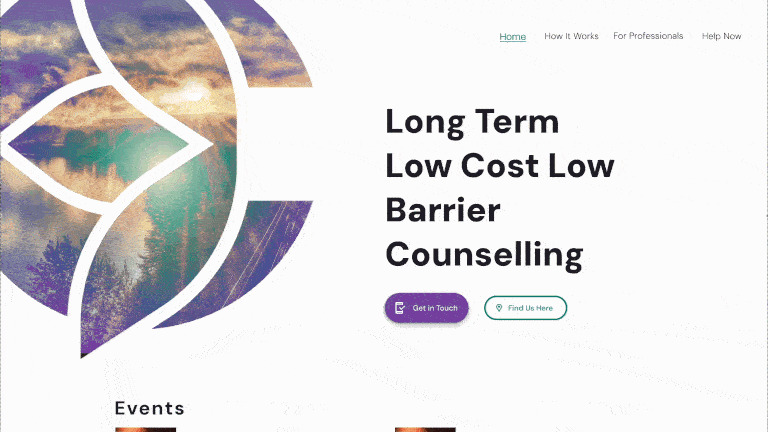 Home How It Works For Professionals Help Now
Long Term
Low Cost Low
Barrier
Counselling
Get in Touch Find Us Here
Events